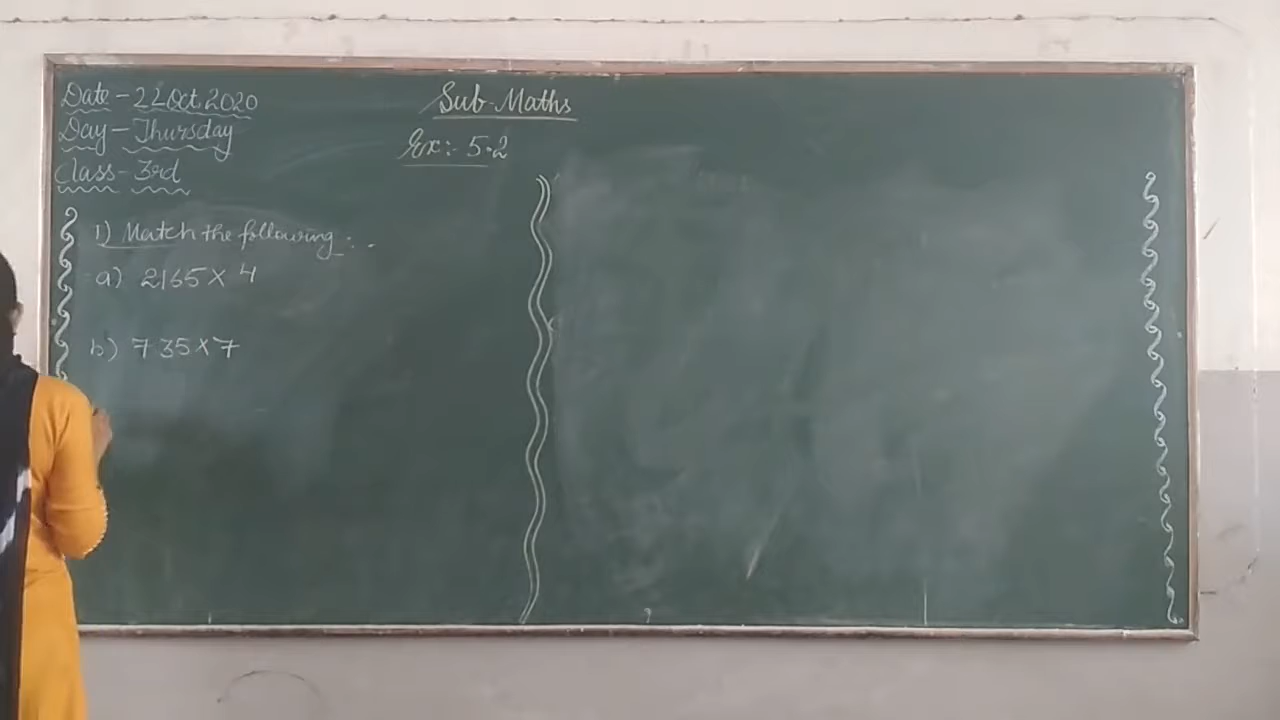 Date - 22 Oct. 2020
Day - Thursday
Class - 3rd
Sub - Maths
Ex :- 5.2
1) Match the following :-
a) 2165 × 4
b) 735 × 7